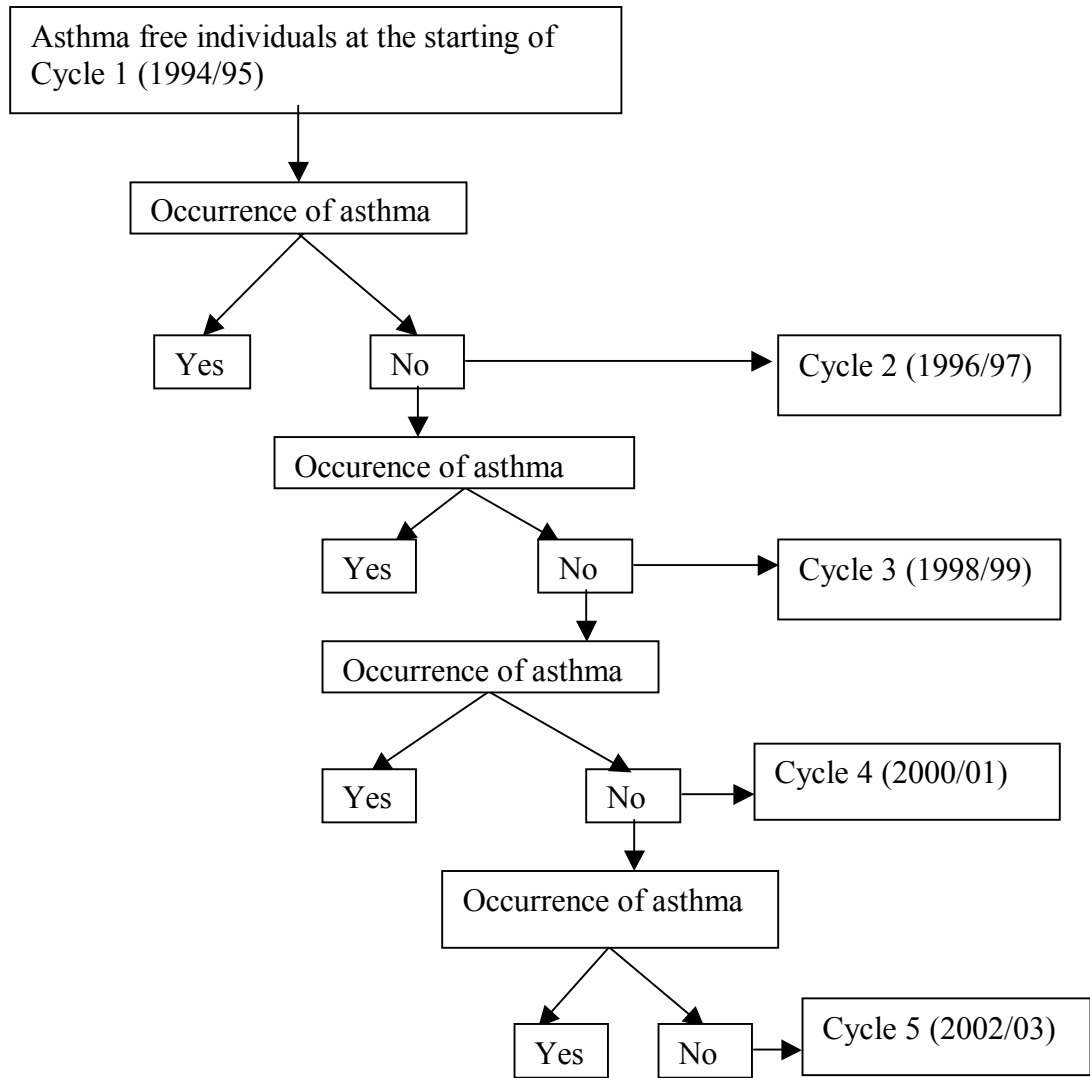 Asthma free individuals at the starting of
Cycle 1 (1994/95)
Occurrence of asthma
Yes
No
Cycle 2 (1996/97)
Occurence of asthma
Yes
No
Cycle 3 (1998/99)
Occurrence of asthma
Yes
No
Cycle 4 (2000/01)
Occurrence of asthma
Yes
No
Cycle 5 (2002/03)